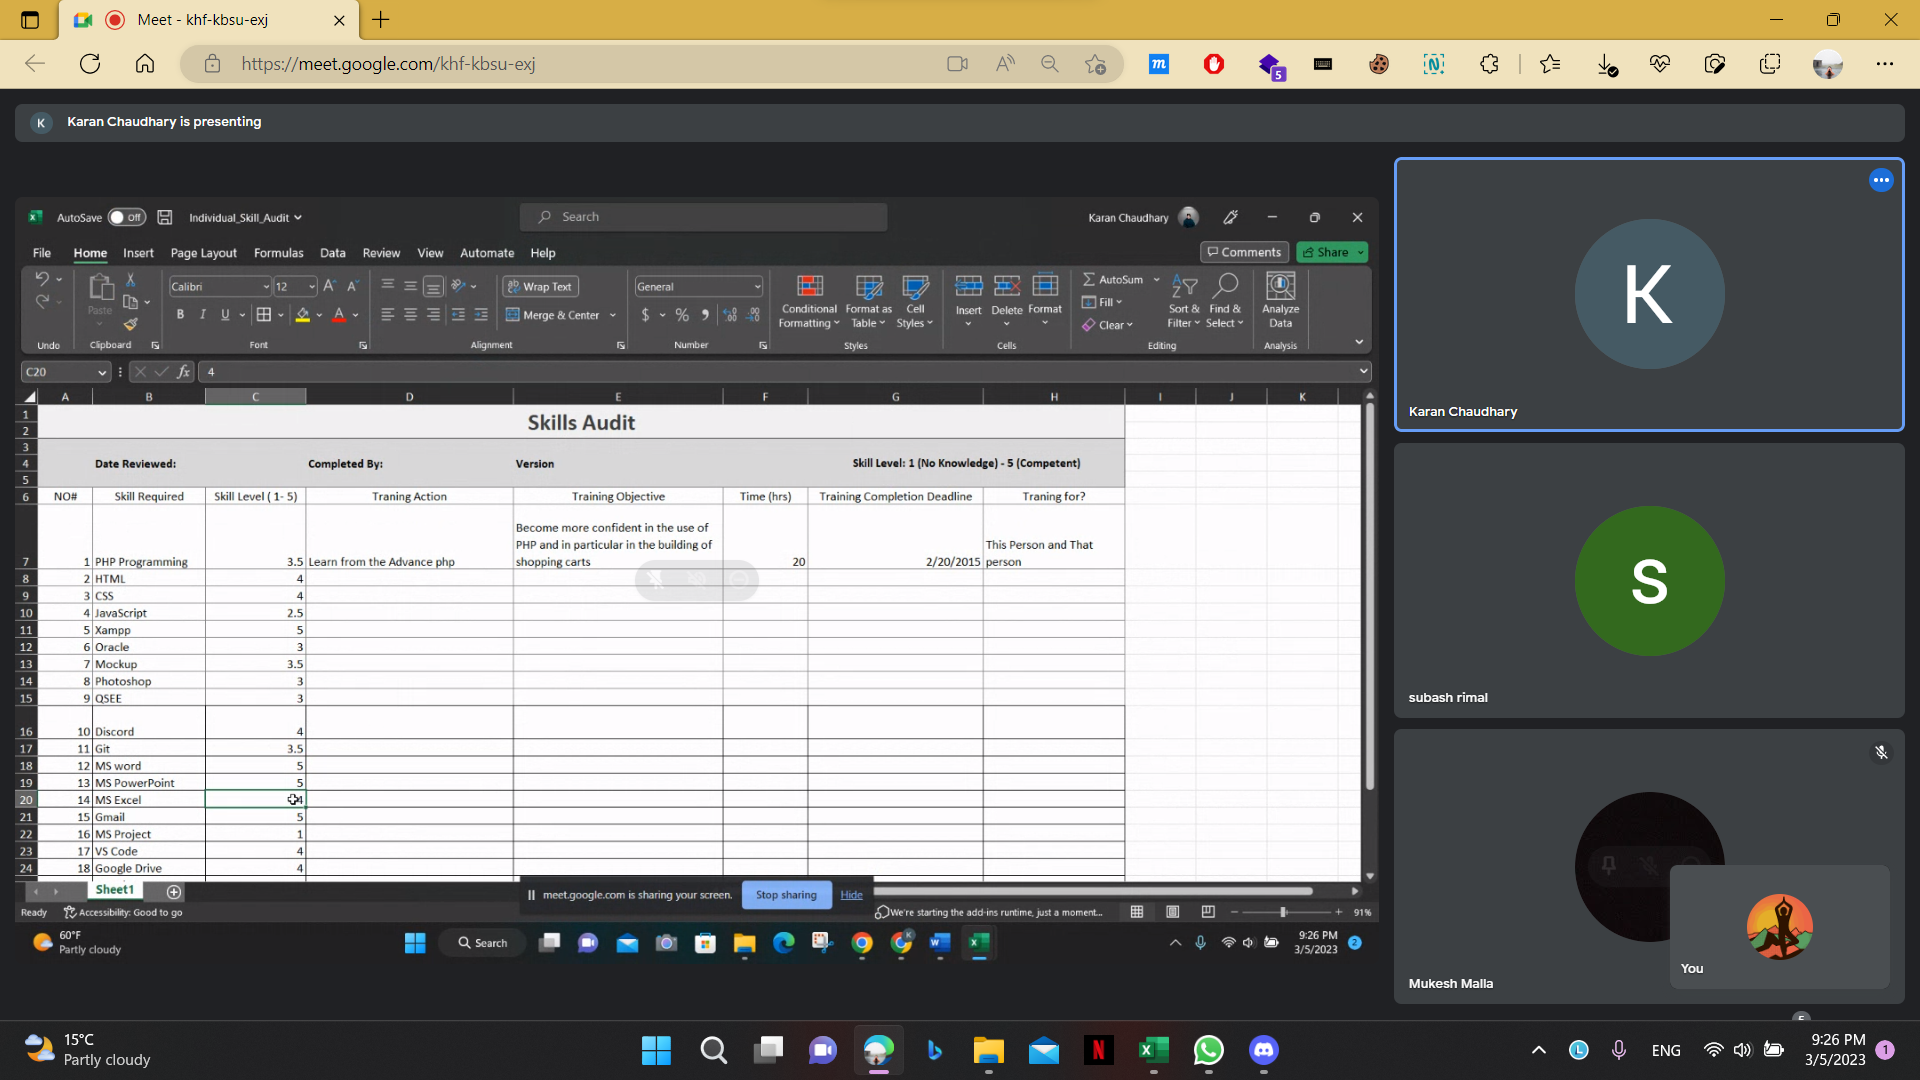 Meet - khf-kbsu-exj
https://meet.google.com/khf-kbsu-exj
5
K Karan Chaudhary is presenting
AutoSave Off Individual_Skill_Audit Search Karan Chaudhary
File Home Insert Page Layout Formulas Data Review View Automate Help Comments Share
Paste Calibri 12 Wrap Text General Conditional Formatting Format as Table Cell Styles Insert Delete Format AutoSum Sort & Filter Find & Select Analyze Data
B I U Merge & Center $ % Fill
Clear
Undo Clipboard Font Alignment Number Styles Cells Editing Analysis
C20 fx 4
A B C D E F G H I J K
1 Skills Audit
2
3
4 Date Reviewed: Completed By: Version Skill Level: 1 (No Knowledge) - 5 (Competent)
5
6 NO# Skill Required Skill Level ( 1- 5) Traning Action Training Objective Time (hrs) Training Completion Deadline Traning for?
7 1 PHP Programming 3.5 Learn from the Advance php Become more confident in the use of PHP and in particular in the building of shopping carts 20 2/20/2015 This Person and That person
8 2 HTML 4
9 3 CSS 4
10 4 JavaScript 2.5
11 5 Xampp 5
12 6 Oracle 3
13 7 Mockup 3.5
14 8 Photoshop 3
15 9 QSEE 3
16 10 Discord 4
17 11 Git 3.5
18 12 MS word 5
19 13 MS PowerPoint 5
20 14 MS Excel 4
21 15 Gmail 5
22 16 MS Project 1
23 17 VS Code 4
24 18 Google Drive 4
Sheet1
meet.google.com is sharing your screen. Stop sharing Hide
Ready Accessibility: Good to go We're starting the add-ins runtime, just a moment... 91%
60°F
Partly cloudy
Search
9:26 PM
3/5/2023
2
K
Karan Chaudhary
S
subash rimal
Mukesh Malla
You
15°C
Partly cloudy
ENG
9:26 PM
3/5/2023
1